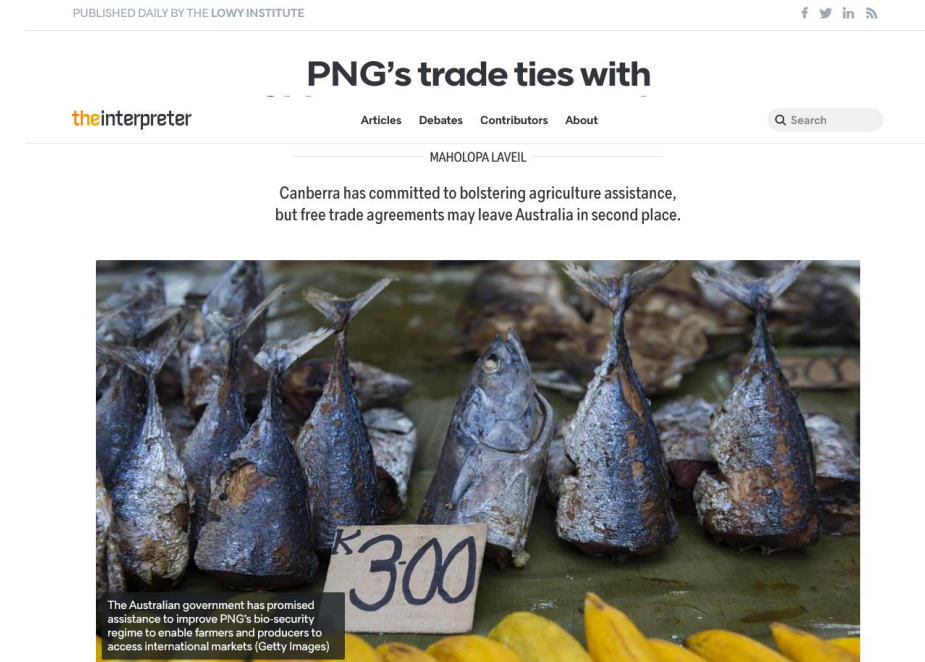 PUBLISHED DAILY BY THE LOWY INSTITUTE
PNG's trade ties with
theinterpreter
Articles Debates Contributors About
Search
MAHOLOPA LAVEIL
Canberra has committed to bolstering agriculture assistance,
but free trade agreements may leave Australia in second place.
K3.00
The Australian government has promised
assistance to improve PNG's bio-security
regime to enable farmers and producers to
access international markets (Getty Images)